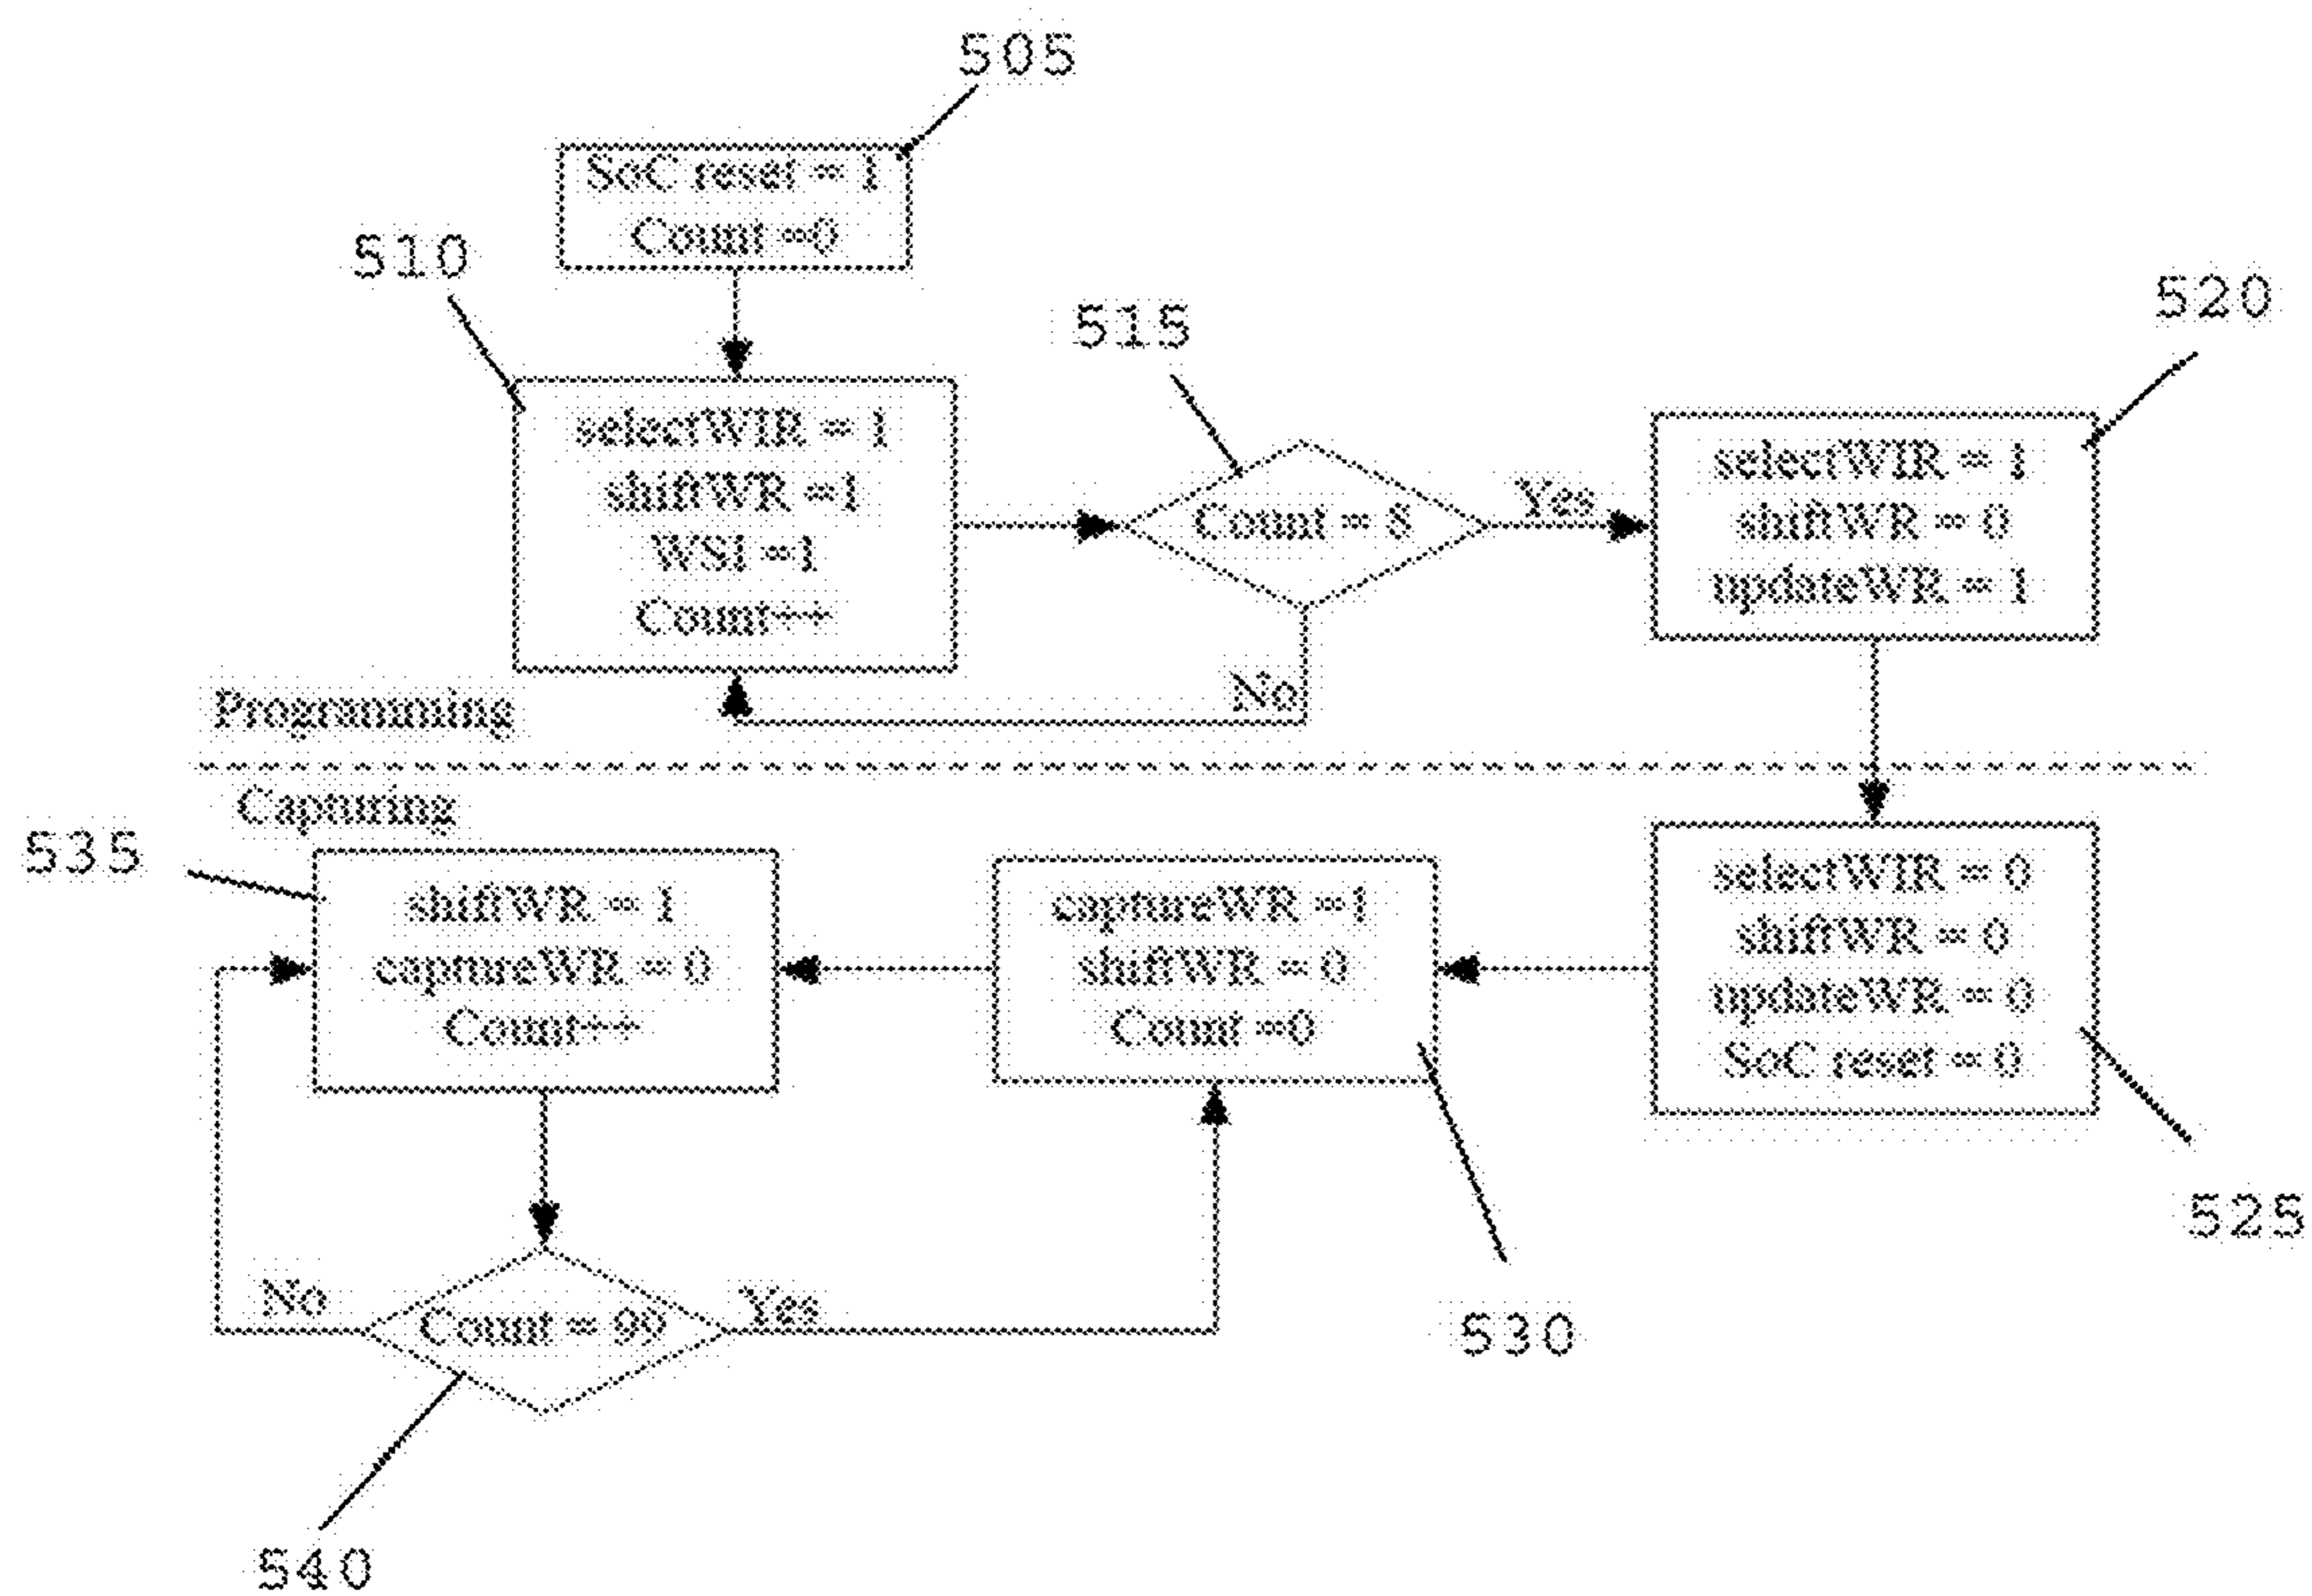 505
SoC reset = 1
Count =0
510
selectWIR = 1
shiftWR =1
WSI =1
Count++
515
Count = 8
Yes
No
520
selectWIR = 1
shiftWR = 0
updateWR = 1
Programming
Capturing
525
selectWIR = 0
shiftWR = 0
updateWR = 0
SoC reset = 0
530
captureWR =1
shiftWR = 0
Count =0
535
shiftWR = 1
captureWR = 0
Count++
540
Count = 99
No
Yes